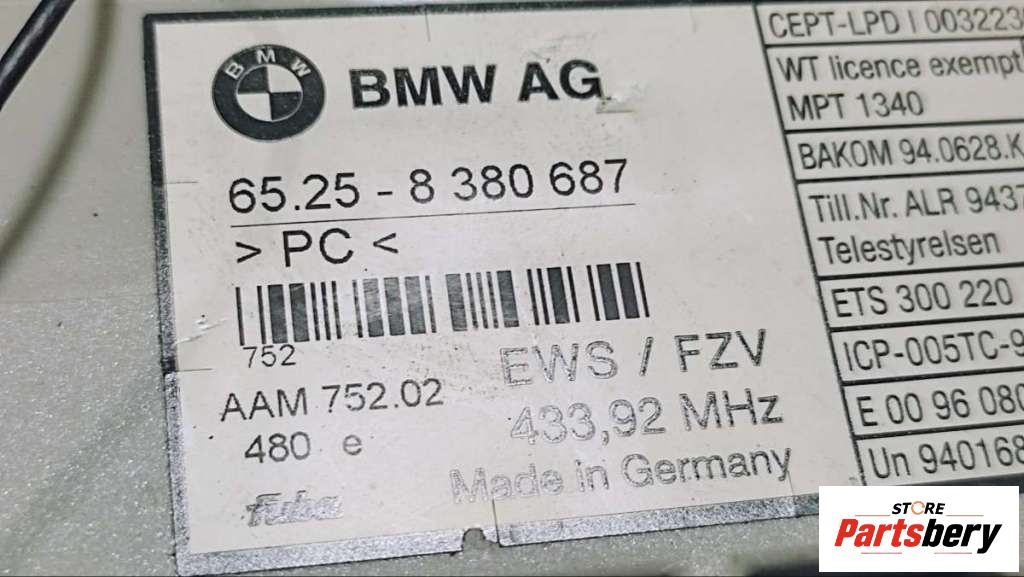 BMW
BMW AG
65.25 - 8 380 687
> PC <
752
AAM 752.02
480 e
fuba
EWS / FZV
433,92 MHz
Made in Germany
CEPT-LPD I 003223
WT licence exempt
MPT 1340
BAKOM 94.0628.K
Till.Nr. ALR 9437
Telestyrelsen
ETS 300 220
ICP-005TC-9
E 00 96 080
Un 940168
STORE
Partsbery